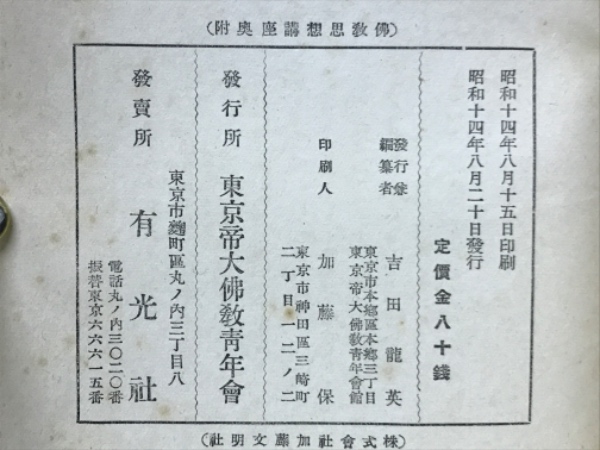 (佛敎思想講座奥附)
昭和十四年八月十五日印刷
昭和十四年八月二十日發行
定價金八十錢
發行兼
編纂者
吉田龍英
東京市本鄕區本鄕三丁目
東京帝大佛敎靑年會館
印刷人
加藤保
東京市神田區三崎町
二丁目一二ノ二
發行所
東京帝大佛敎靑年會
東京市麴町區丸ノ內三丁目八
發賣所
有光社
電話丸ノ內三〇二〇番
振替東京六六六一五番
(株式會社加藤文明社)